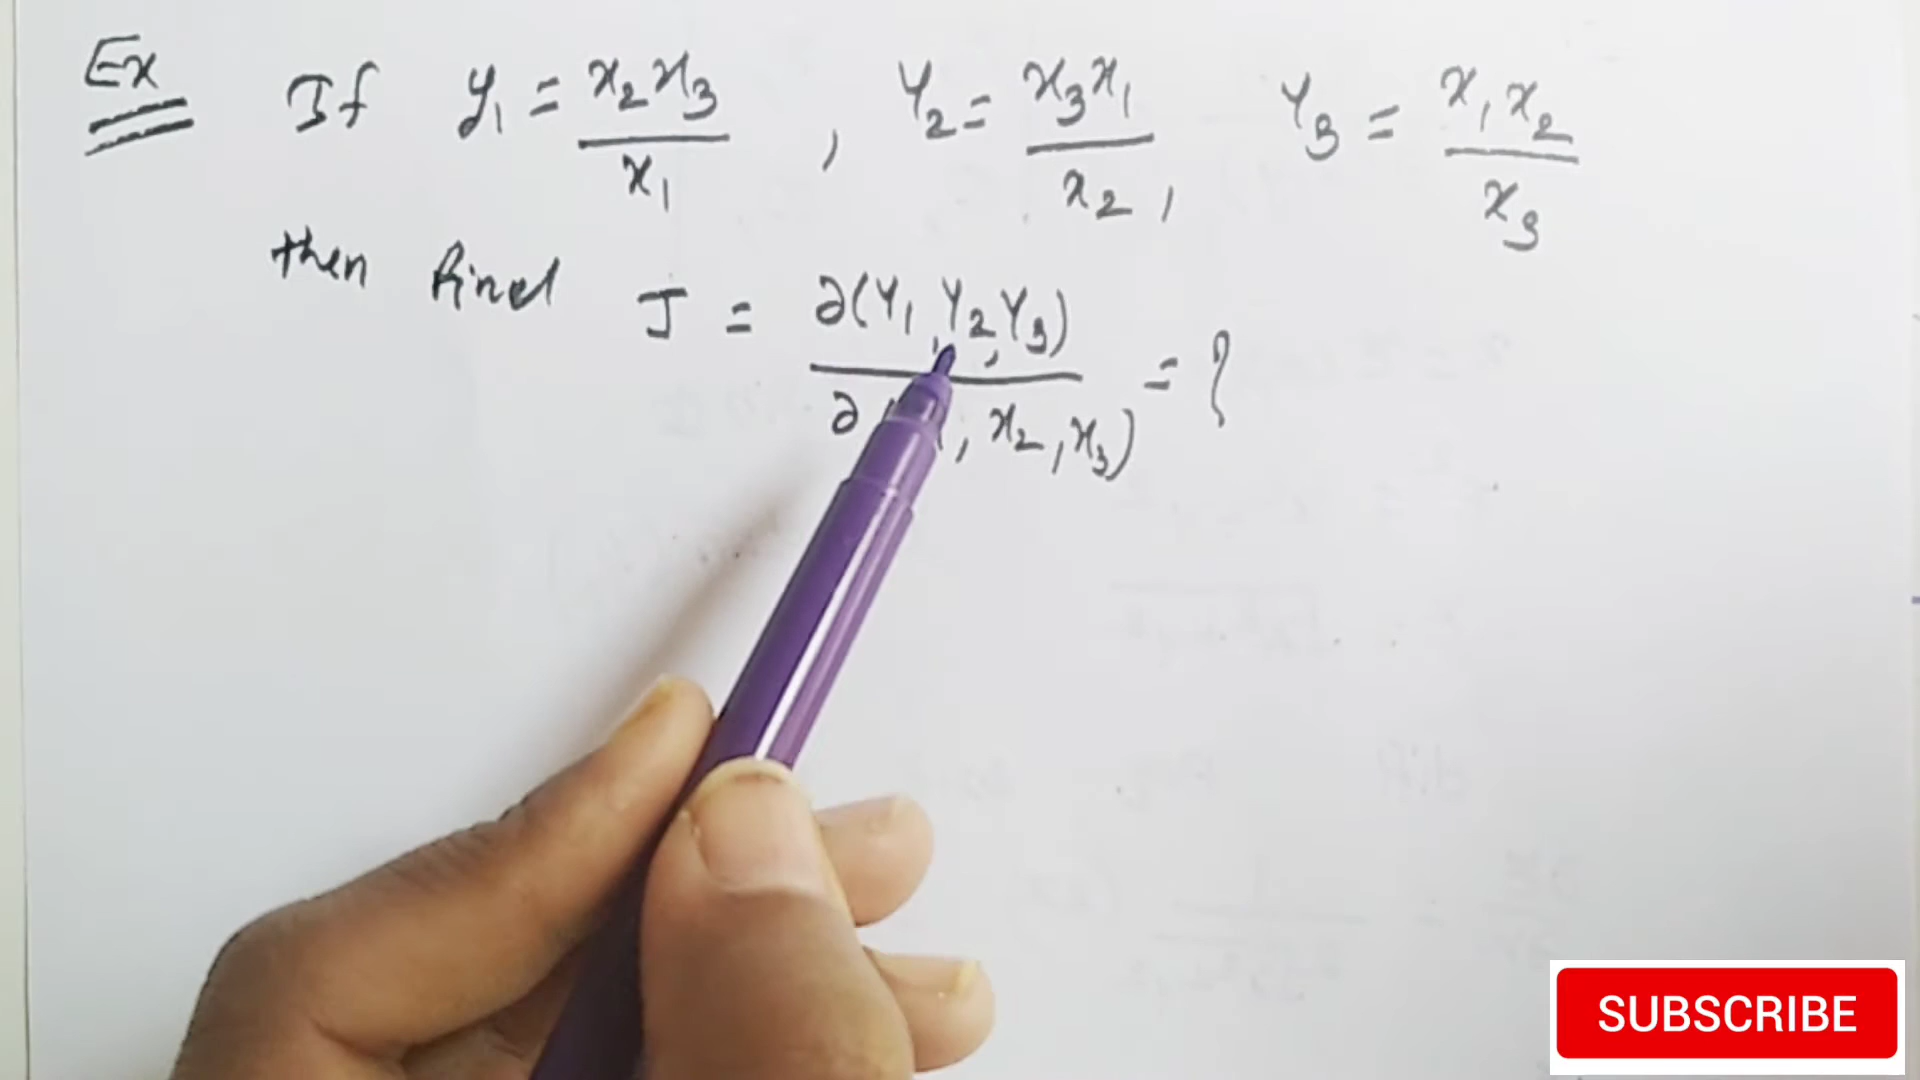 Ex If y₁ = x₂x₃/x₁ , Y₂ = x₃x₁/x₂ , Y₃ = x₁x₂/x₃
then find J = ∂(Y₁, Y₂, Y₃)/∂( , x₂, x₃) = ?
SUBSCRIBE